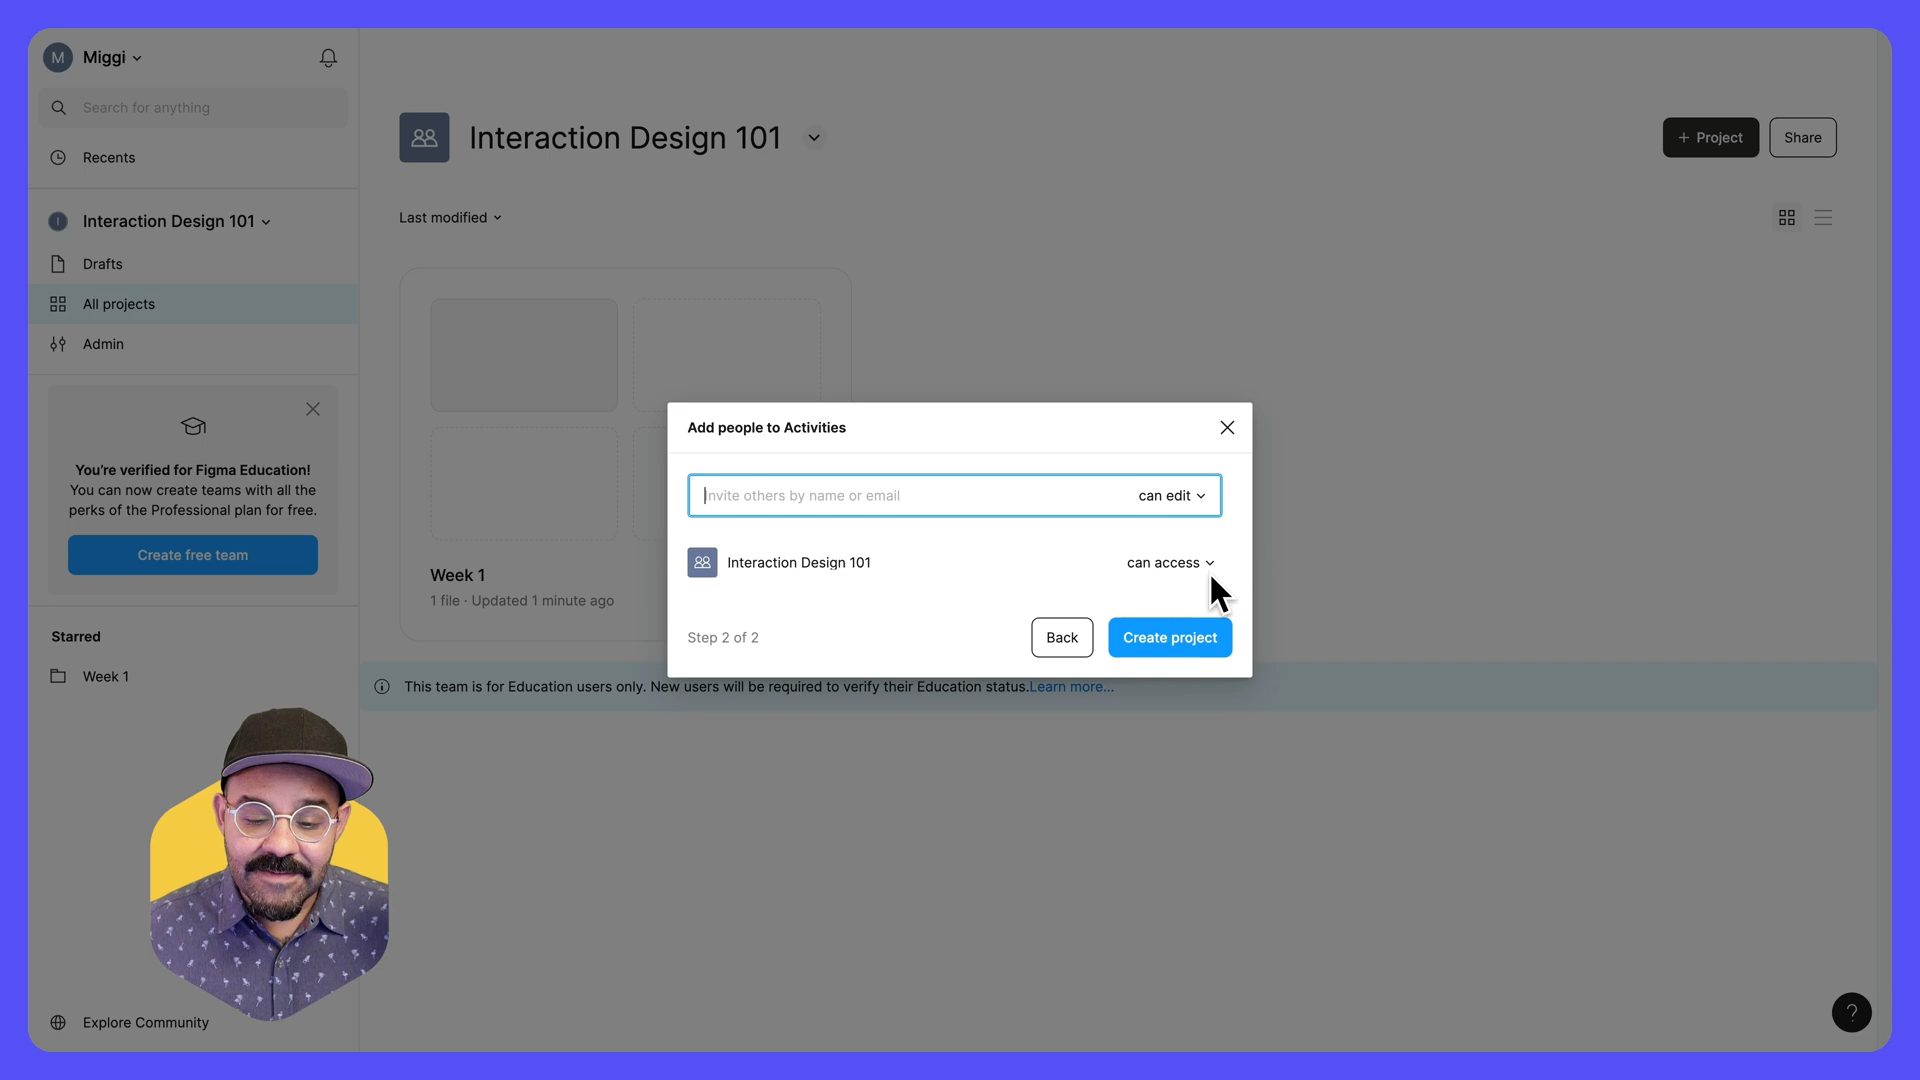 M Miggi
Search for anything
Recents
I Interaction Design 101
Drafts
All projects
Admin
You're verified for Figma Education!
You can now create teams with all the
perks of the Professional plan for free.
Create free team
Starred
Week 1
Explore Community
Interaction Design 101
+ Project
Share
Last modified
Week 1
1 file · Updated 1 minute ago
This team is for Education users only. New users will be required to verify their Education status.Learn more...
Add people to Activities
Invite others by name or email
can edit
Interaction Design 101
can access
Step 2 of 2
Back
Create project
?